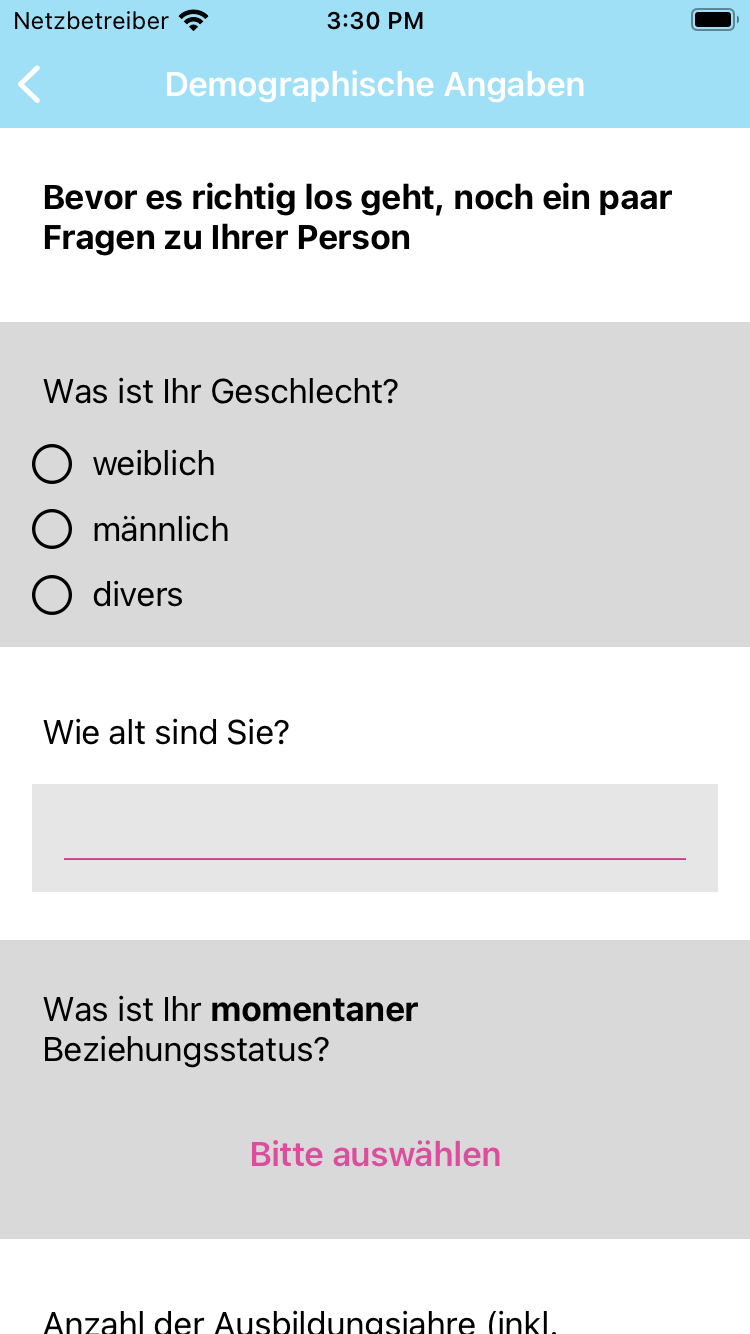 Netzbetreiber 3:30 PM
Demographische Angaben
Bevor es richtig los geht, noch ein paar
Fragen zu Ihrer Person
Was ist Ihr Geschlecht?
weiblich
männlich
divers
Wie alt sind Sie?
Was ist Ihr momentaner
Beziehungsstatus?
Bitte auswählen
Anzahl der Ausbildungsjahre (inkl.